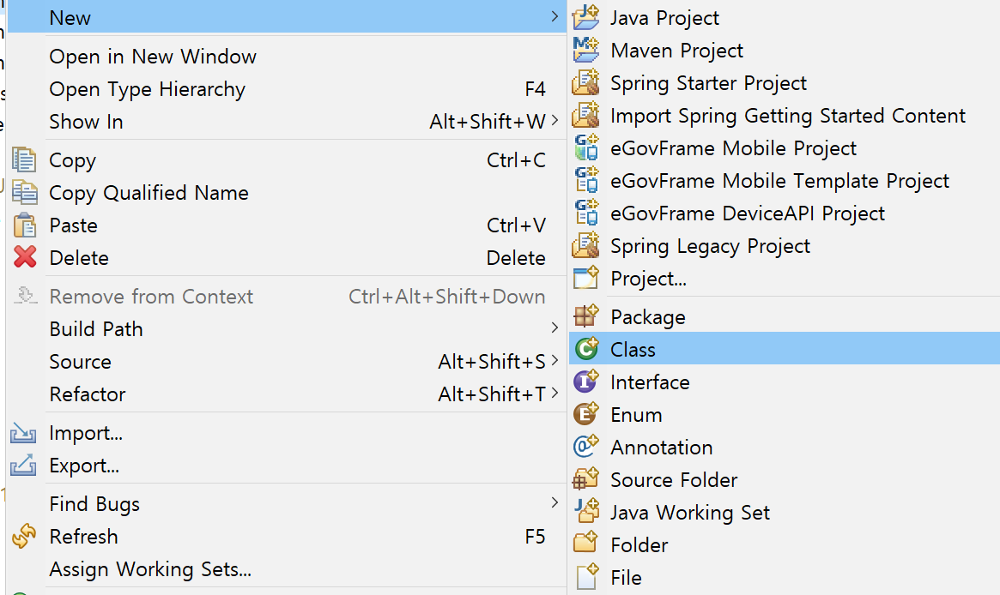 New
Open in New Window
Open Type Hierarchy F4
Show In Alt+Shift+W
Copy Ctrl+C
Copy Qualified Name
Paste Ctrl+V
Delete Delete
Remove from Context Ctrl+Alt+Shift+Down
Build Path
Source Alt+Shift+S
Refactor Alt+Shift+T
Import...
Export...
Find Bugs
Refresh F5
Assign Working Sets...
Java Project
Maven Project
Spring Starter Project
Import Spring Getting Started Content
eGovFrame Mobile Project
eGovFrame Mobile Template Project
eGovFrame DeviceAPI Project
Spring Legacy Project
Project...
Package
Class
Interface
Enum
Annotation
Source Folder
Java Working Set
Folder
File